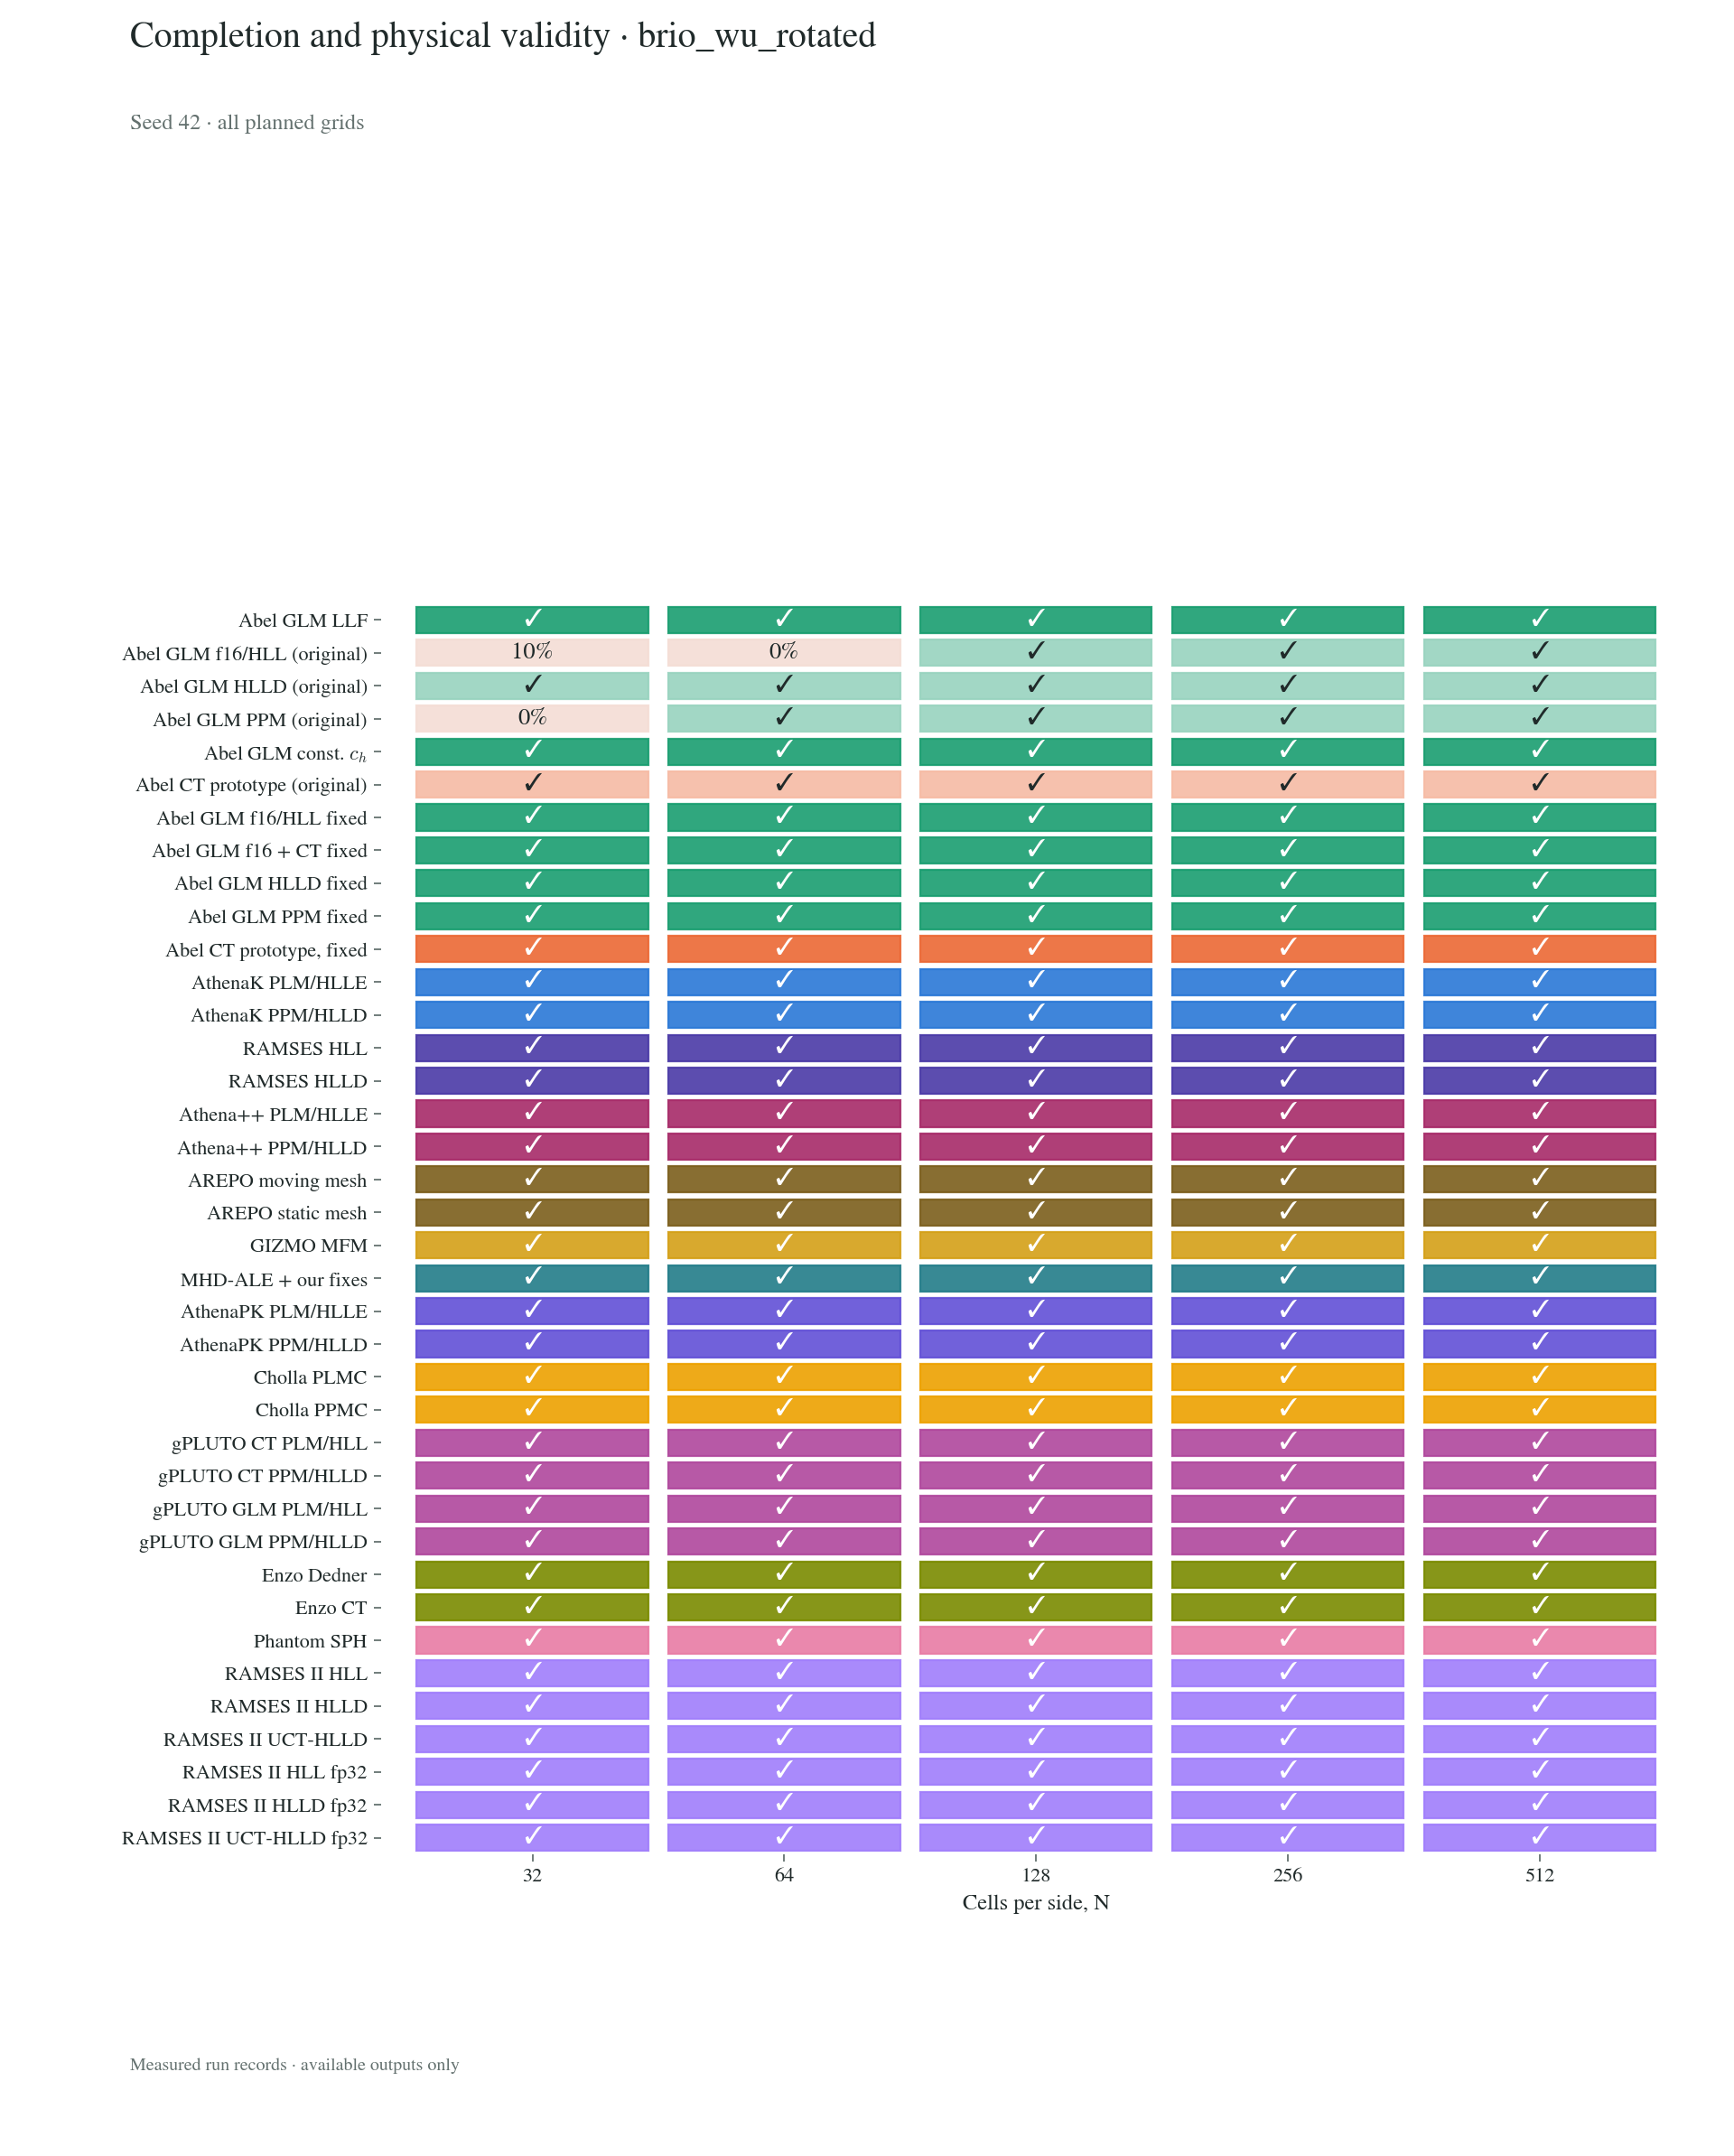 Completion and physical validity · brio_wu_rotated
Seed 42 · all planned grids
Abel GLM LLF ✓ ✓ ✓ ✓ ✓
Abel GLM f16/HLL (original) 10% 0% ✓ ✓ ✓
Abel GLM HLLD (original) ✓ ✓ ✓ ✓ ✓
Abel GLM PPM (original) 0% ✓ ✓ ✓ ✓
Abel GLM const. cₕ ✓ ✓ ✓ ✓ ✓
Abel CT prototype (original) ✓ ✓ ✓ ✓ ✓
Abel GLM f16/HLL fixed ✓ ✓ ✓ ✓ ✓
Abel GLM f16 + CT fixed ✓ ✓ ✓ ✓ ✓
Abel GLM HLLD fixed ✓ ✓ ✓ ✓ ✓
Abel GLM PPM fixed ✓ ✓ ✓ ✓ ✓
Abel CT prototype, fixed ✓ ✓ ✓ ✓ ✓
AthenaK PLM/HLLE ✓ ✓ ✓ ✓ ✓
AthenaK PPM/HLLD ✓ ✓ ✓ ✓ ✓
RAMSES HLL ✓ ✓ ✓ ✓ ✓
RAMSES HLLD ✓ ✓ ✓ ✓ ✓
Athena++ PLM/HLLE ✓ ✓ ✓ ✓ ✓
Athena++ PPM/HLLD ✓ ✓ ✓ ✓ ✓
AREPO moving mesh ✓ ✓ ✓ ✓ ✓
AREPO static mesh ✓ ✓ ✓ ✓ ✓
GIZMO MFM ✓ ✓ ✓ ✓ ✓
MHD-ALE + our fixes ✓ ✓ ✓ ✓ ✓
AthenaPK PLM/HLLE ✓ ✓ ✓ ✓ ✓
AthenaPK PPM/HLLD ✓ ✓ ✓ ✓ ✓
Cholla PLMC ✓ ✓ ✓ ✓ ✓
Cholla PPMC ✓ ✓ ✓ ✓ ✓
gPLUTO CT PLM/HLL ✓ ✓ ✓ ✓ ✓
gPLUTO CT PPM/HLLD ✓ ✓ ✓ ✓ ✓
gPLUTO GLM PLM/HLL ✓ ✓ ✓ ✓ ✓
gPLUTO GLM PPM/HLLD ✓ ✓ ✓ ✓ ✓
Enzo Dedner ✓ ✓ ✓ ✓ ✓
Enzo CT ✓ ✓ ✓ ✓ ✓
Phantom SPH ✓ ✓ ✓ ✓ ✓
RAMSES II HLL ✓ ✓ ✓ ✓ ✓
RAMSES II HLLD ✓ ✓ ✓ ✓ ✓
RAMSES II UCT-HLLD ✓ ✓ ✓ ✓ ✓
RAMSES II HLL fp32 ✓ ✓ ✓ ✓ ✓
RAMSES II HLLD fp32 ✓ ✓ ✓ ✓ ✓
RAMSES II UCT-HLLD fp32 ✓ ✓ ✓ ✓ ✓
32 64 128 256 512
Cells per side, N
Measured run records · available outputs only